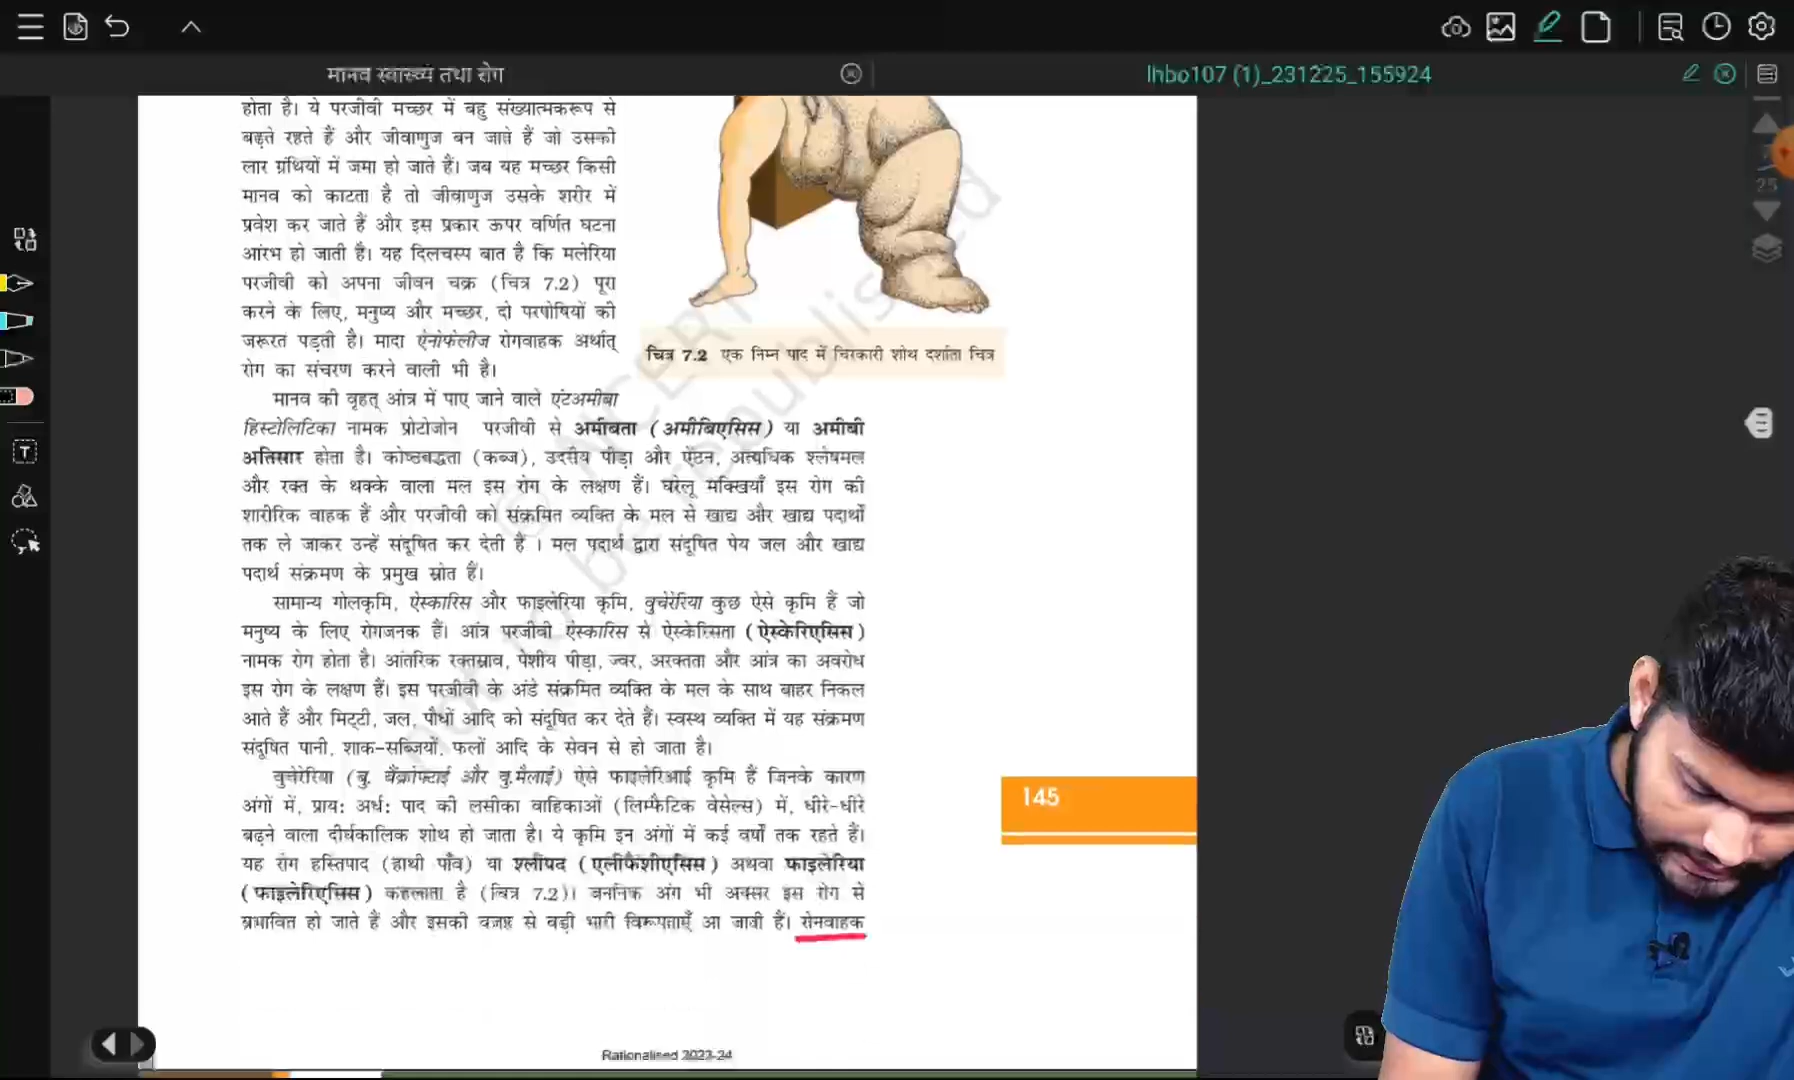 मानव स्वास्थ्य तथा रोग
lhbo107 (1)_231225_155924
होता है। ये परजीवी मच्छर में बहु संख्यात्मकरूप से
बढ़ते रहते हैं और जीवाणुज बन जाते हैं जो उसकी
लार ग्रंथियों में जमा हो जाते हैं। जब यह मच्छर किसी
मानव को काटता है तो जीवाणुज उसके शरीर में
प्रवेश कर जाते हैं और इस प्रकार ऊपर वर्णित घटना
आरंभ हो जाती है। यह दिलचस्प बात है कि मलेरिया
परजीवी को अपना जीवन चक्र (चित्र 7.2) पूरा
करने के लिए, मनुष्य और मच्छर, दो परपोषियों की
जरूरत पड़ती है। मादा ऐनोफेलीज रोगवाहक अर्थात्
रोग का संचरण करने वाली भी है।
चित्र 7.2 एक निम्न पाद में चिरकारी शोथ दर्शाता चित्र
मानव की वृहत् आंत्र में पाए जाने वाले एंटअमीबा
हिस्टोलिटिका नामक प्रोटोजोन परजीवी से अमीबता (अमीबिएसिस) या अमीबी
अतिसार होता है। कोष्ठबद्धता (कब्ज), उदरीय पीड़ा और ऐंठन, अत्यधिक श्लेषमल
और रक्त के थक्के वाला मल इस रोग के लक्षण हैं। घरेलू मक्खियाँ इस रोग की
शारीरिक वाहक हैं और परजीवी को संक्रमित व्यक्ति के मल से खाद्य और खाद्य पदार्थों
तक ले जाकर उन्हें संदूषित कर देती हैं । मल पदार्थ द्वारा संदूषित पेय जल और खाद्य
पदार्थ संक्रमण के प्रमुख स्रोत हैं।
सामान्य गोलकृमि, ऐस्कारिस और फाइलेरिया कृमि, वुचेरेरिया कुछ ऐसे कृमि हैं जो
मनुष्य के लिए रोगजनक हैं। आंत्र परजीवी ऐस्कारिस से ऐस्केरिसता (ऐस्केरिएसिस)
नामक रोग होता है। आंतरिक रक्तस्राव, पेशीय पीड़ा, ज्वर, अरक्तता और आंत्र का अवरोध
इस रोग के लक्षण हैं। इस परजीवी के अंडे संक्रमित व्यक्ति के मल के साथ बाहर निकल
आते हैं और मिट्टी, जल, पौधों आदि को संदूषित कर देते हैं। स्वस्थ व्यक्ति में यह संक्रमण
संदूषित पानी, शाक-सब्जियों, फलों आदि के सेवन से हो जाता है।
वुचेरेरिया (वु. बैंक्रोफ्टाई और वु.मैलाई) ऐसे फाइलेरिआई कृमि हैं जिनके कारण
अंगों में, प्राय: अर्ध: पाद की लसीका वाहिकाओं (लिम्फैटिक वेसेल्स) में, धीरे-धीरे
बढ़ने वाला दीर्घकालिक शोथ हो जाता है। ये कृमि इन अंगों में कई वर्षों तक रहते हैं।
यह रोग हस्तिपाद (हाथी पाँव) या श्लीपद (एलीफेंशीएसिस) अथवा फाइलेरिया
(फाइलेरिएसिस) कहलाता है (चित्र 7.2)। जननिक अंग भी अक्सर इस रोग से
प्रभावित हो जाते हैं और इसकी वजह से बड़ी भारी विरूपताएँ आ जाती हैं। रोगवाहक
145
25
Rationalised 2023-24